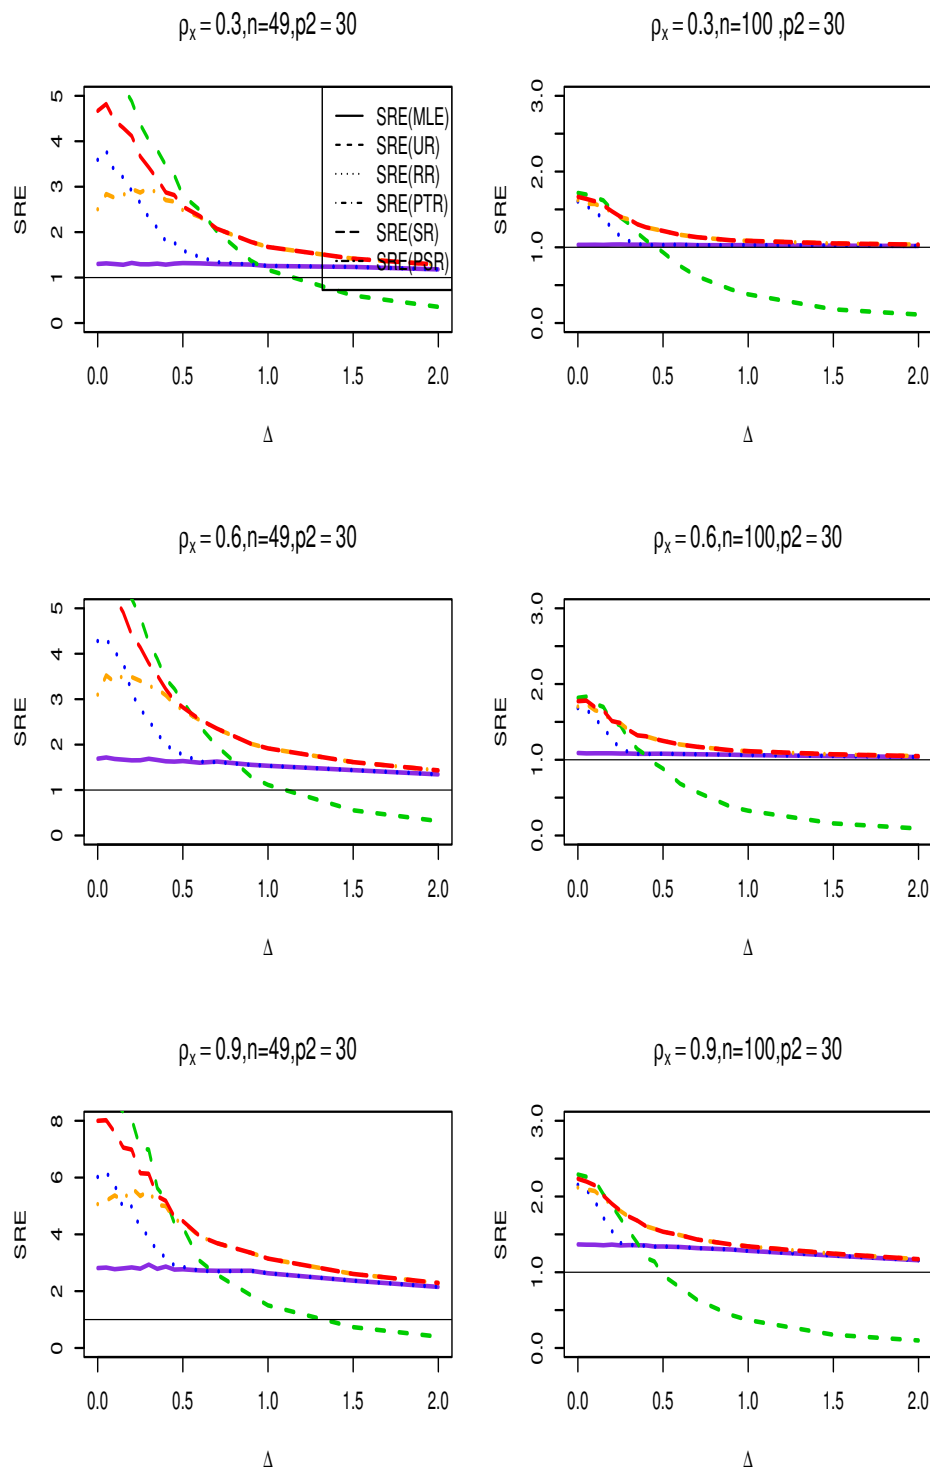 ρx = 0.3,n=49,p2 = 30
SRE
5
4
3
2
1
0
0.0 0.5 1.0 1.5 2.0
Δ
SRE(MLE)
SRE(UR)
SRE(RR)
SRE(PTR)
SRE(SR)
SRE(PSR)
ρx = 0.3,n=100 ,p2 = 30
SRE
3.0
2.0
1.0
0.0
0.0 0.5 1.0 1.5 2.0
Δ
ρx = 0.6,n=49,p2 = 30
SRE
5
4
3
2
1
0
0.0 0.5 1.0 1.5 2.0
Δ
ρx = 0.6,n=100,p2 = 30
SRE
3.0
2.0
1.0
0.0
0.0 0.5 1.0 1.5 2.0
Δ
ρx = 0.9,n=49,p2 = 30
SRE
8
6
4
2
0
0.0 0.5 1.0 1.5 2.0
Δ
ρx = 0.9,n=100,p2 = 30
SRE
3.0
2.0
1.0
0.0
0.0 0.5 1.0 1.5 2.0
Δ